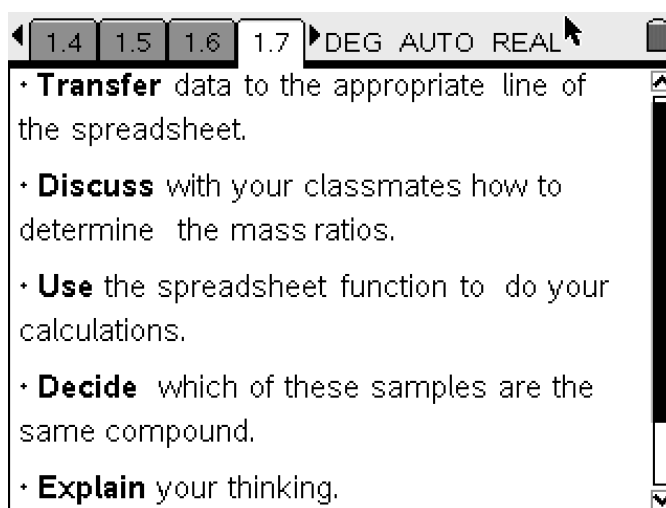 1.4 1.5 1.6 1.7 DEG AUTO REAL
· Transfer data to the appropriate line of
the spreadsheet.
· Discuss with your classmates how to
determine the mass ratios.
· Use the spreadsheet function to do your
calculations.
· Decide which of these samples are the
same compound.
· Explain your thinking.